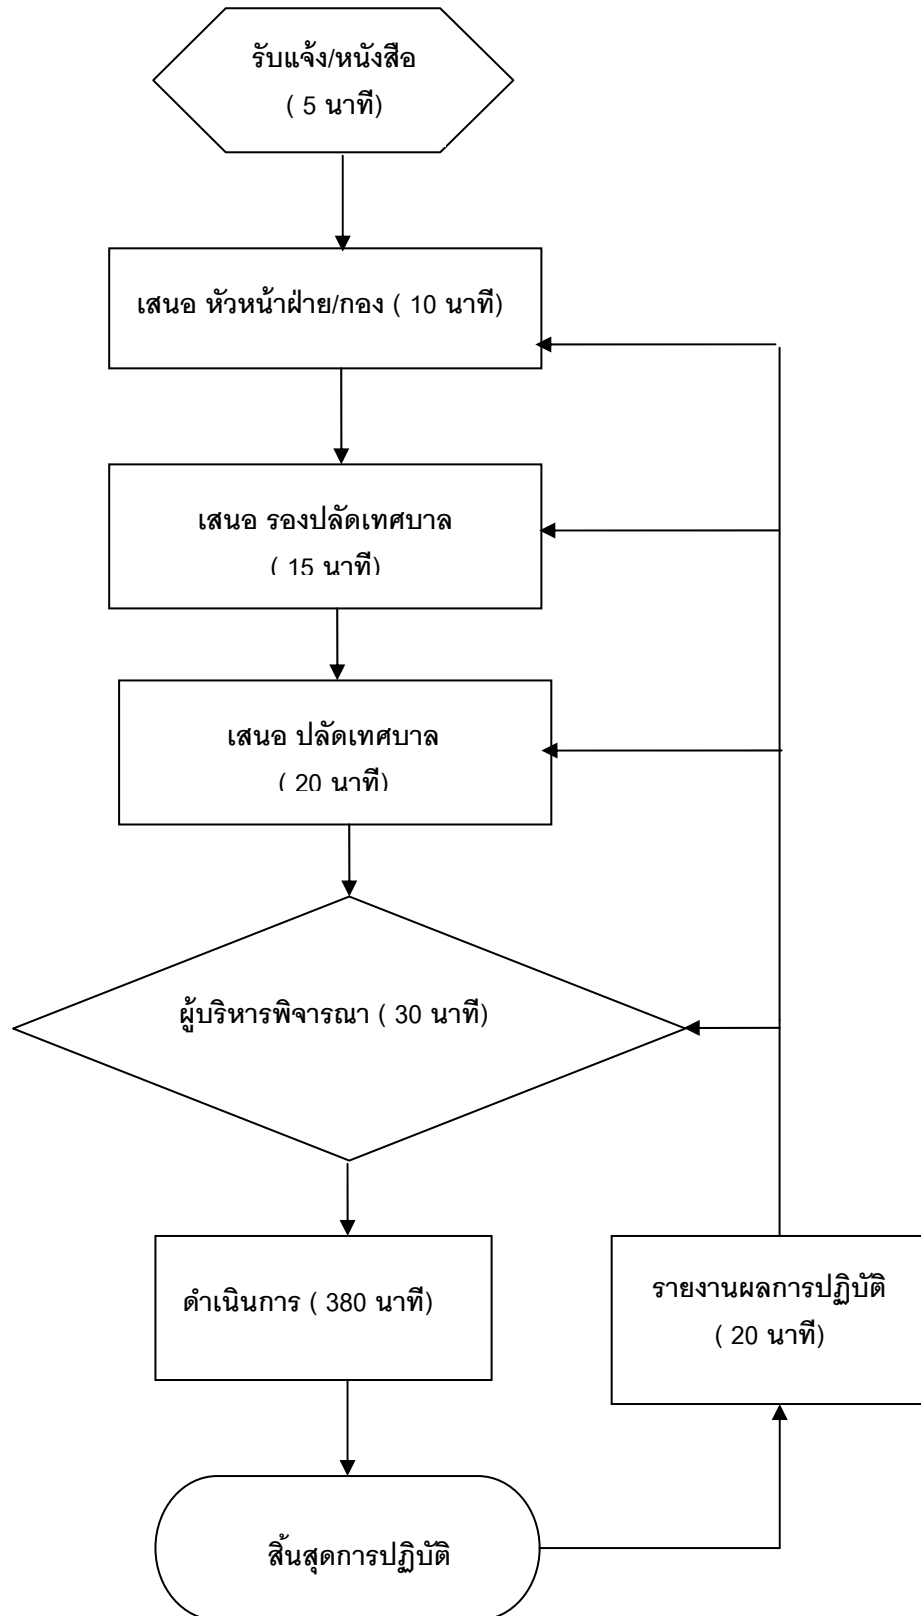 รับแจ้ง/หนังสือ
( 5 นาที)
เสนอ หัวหน้าฝ่าย/กอง ( 10 นาที)
เสนอ รองปลัดเทศบาล
( 15 นาที)
เสนอ ปลัดเทศบาล
( 20 นาที)
ผู้บริหารพิจารณา ( 30 นาที)
ดำเนินการ ( 380 นาที)
รายงานผลการปฏิบัติ
( 20 นาที)
สิ้นสุดการปฏิบัติ